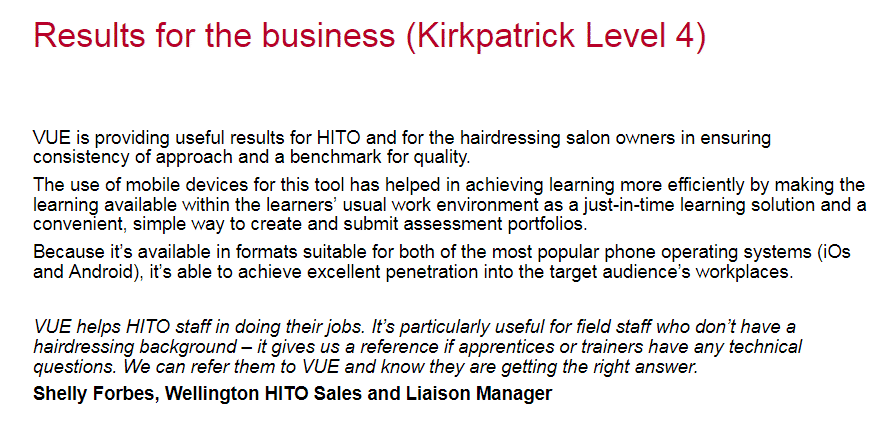 Results for the business (Kirkpatrick Level 4)
VUE is providing useful results for HITO and for the hairdressing salon owners in ensuring
consistency of approach and a benchmark for quality.
The use of mobile devices for this tool has helped in achieving learning more efficiently by making the
learning available within the learners’ usual work environment as a just-in-time learning solution and a
convenient, simple way to create and submit assessment portfolios.
Because it’s available in formats suitable for both of the most popular phone operating systems (iOs
and Android), it’s able to achieve excellent penetration into the target audience’s workplaces.
VUE helps HITO staff in doing their jobs. It’s particularly useful for field staff who don’t have a
hairdressing background – it gives us a reference if apprentices or trainers have any technical
questions. We can refer them to VUE and know they are getting the right answer.
Shelly Forbes, Wellington HITO Sales and Liaison Manager